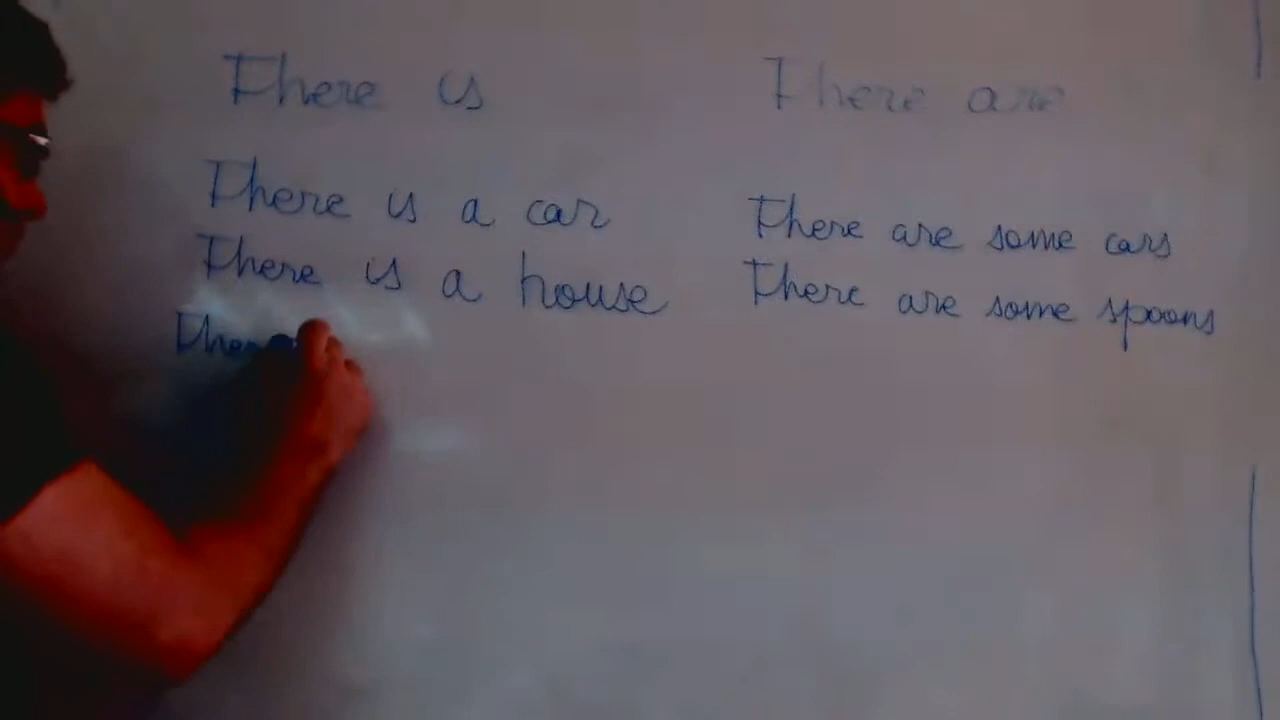 There is
There is a car
There is a house
There
There are
There are some cars
There are some spoons